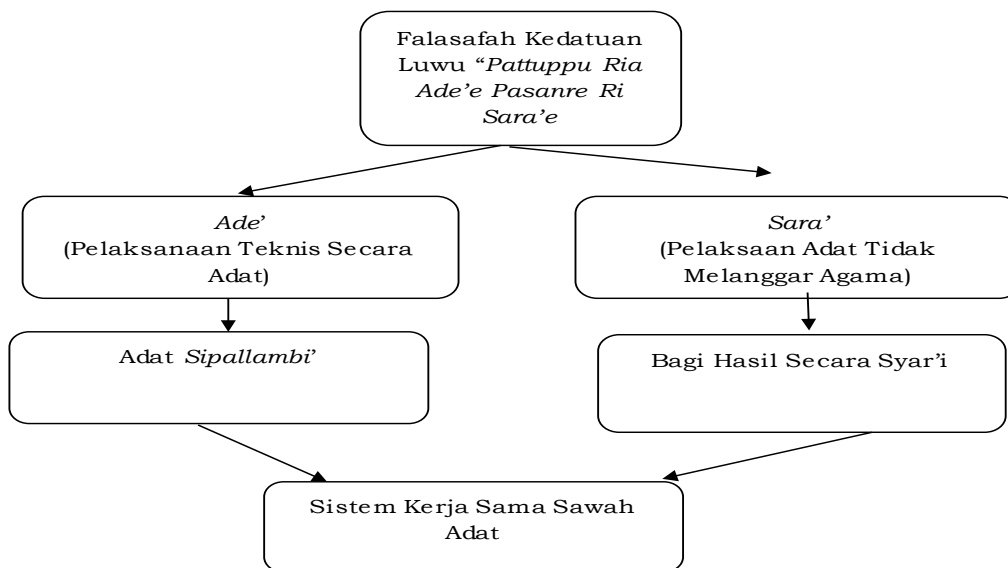 Falasafah Kedatuan
Luwu “Pattuppu Ria
Ade’e Pasanre Ri
Sara’e
Ade’
(Pelaksanaan Teknis Secara
Adat)
Sara’
(Pelaksaan Adat Tidak
Melanggar Agama)
Adat Sipallambi’
Bagi Hasil Secara Syar’i
Sistem Kerja Sama Sawah
Adat